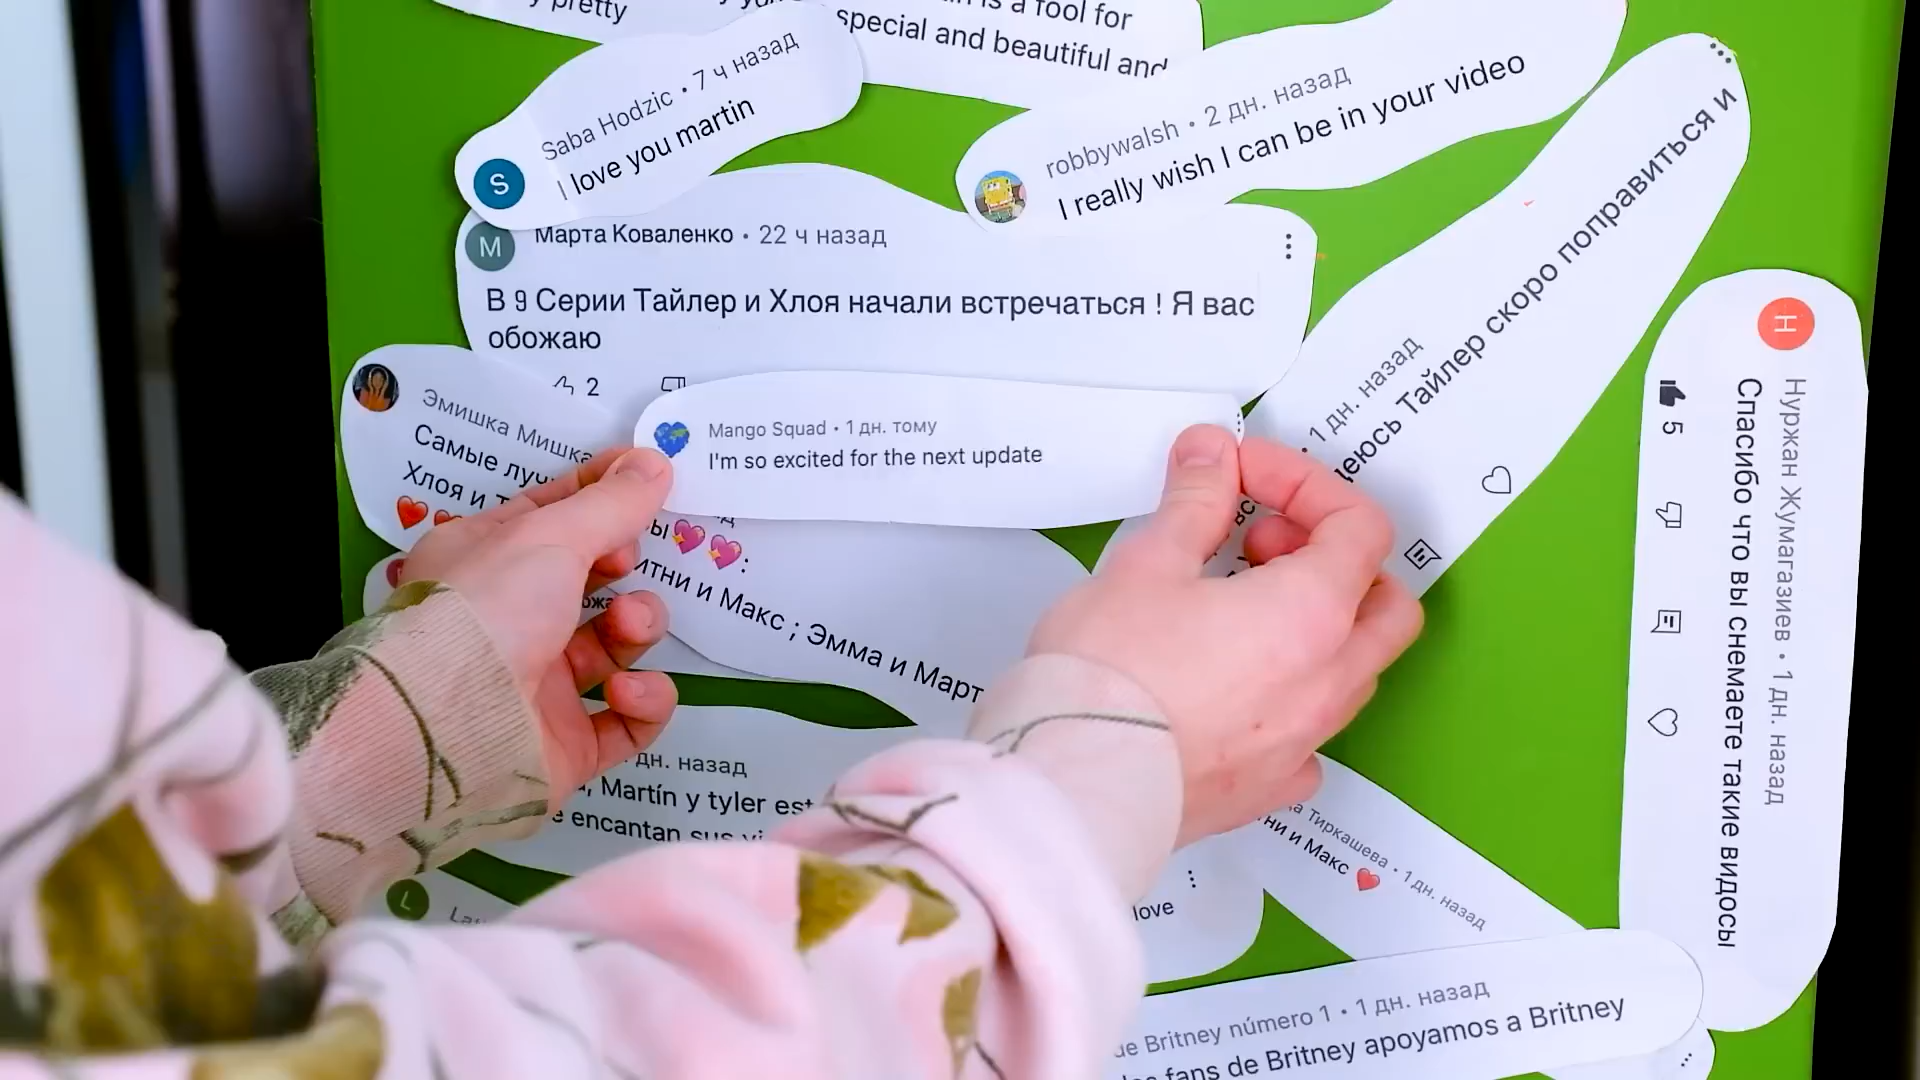 pretty
is a tool for
special and beautiful and
Saba Hodzic • 7 ч назад
I love you martin
S
robbywalsh • 2 дн. назад
I really wish I can be in your video
М
Марта Коваленко • 22 ч назад
В 9 Серии Тайлер и Хлоя начали встречаться ! Я вас
обожаю
2
1 дн. назад
Тайлер скоро поправиться и
Н
Нуржан Жумагазиев • 1 дн. назад
Спасибо что вы снемаете такие видосы
5
Эмишка Мишка
Самые
Хлоя и
Mango Squad • 1 дн. тому
I'm so excited for the next update
и Макс ; Эмма и Март
дн. назад
Martín y tyler
encantan sus
Тиркашева • 1 дн. назад
и Макс
L
love
de Britney número 1 • 1 дн. назад
fans de Britney apoyamos a Britney